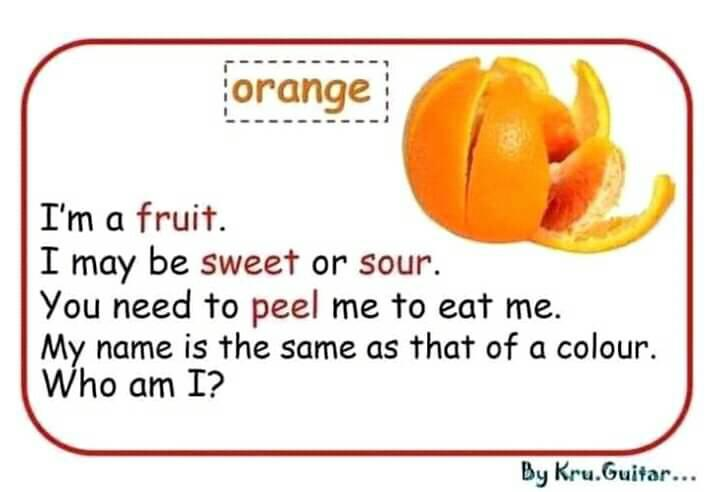 orange
I'm a fruit.
I may be sweet or sour.
You need to peel me to eat me.
My name is the same as that of a colour.
Who am I?
By Kru.Guitar...